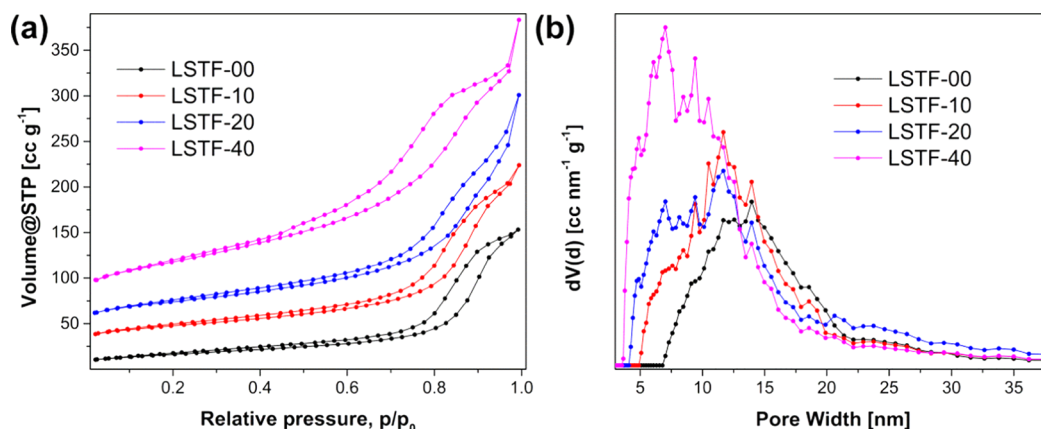 (a)
350
300
250
200
150
100
50
Volume@STP [cc g⁻¹]
LSTF-00
LSTF-10
LSTF-20
LSTF-40
0.2
0.4
0.6
0.8
1.0
Relative pressure, p/p₀
(b)
dV(d) [cc nm⁻¹ g⁻¹]
LSTF-00
LSTF-10
LSTF-20
LSTF-40
5
10
15
20
25
30
35
Pore Width [nm]